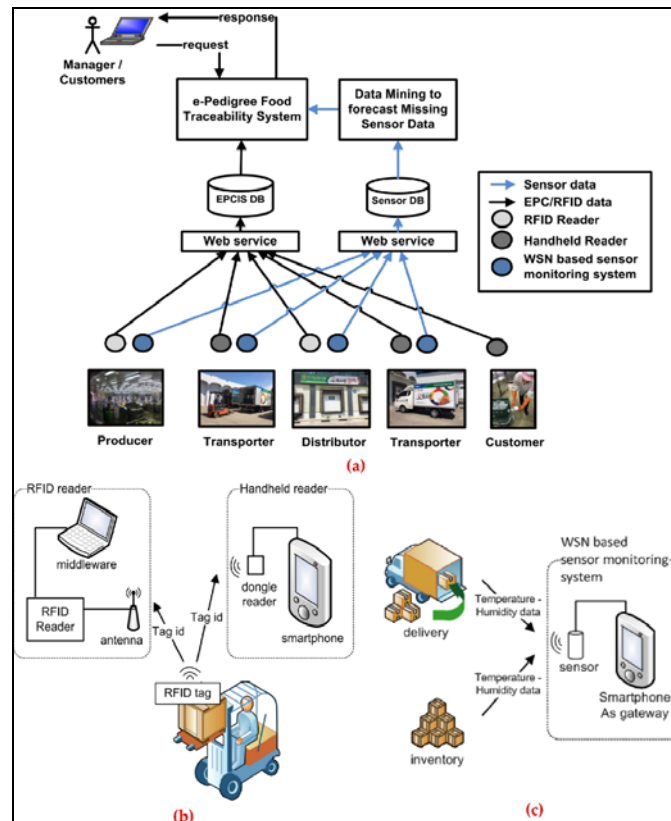 response
request
Manager /
Customers
e-Pedigree Food
Traceability System
Data Mining to
forecast Missing
Sensor Data
EPCIS DB
Sensor DB
Web service
Web service
Sensor data
EPC/RFID data
RFID Reader
Handheld Reader
WSN based sensor
monitoring system
Producer
Transporter
Distributor
Transporter
Customer
(a)
RFID reader
middleware
RFID
Reader
antenna
Tag id
Tag id
RFID tag
(b)
Handheld reader
dongle
reader
smartphone
delivery
inventory
Temperature -
Humidity data
Temperature -
Humidity data
WSN based
sensor monitoring-
system
sensor
Smartphone
As gateway
(c)